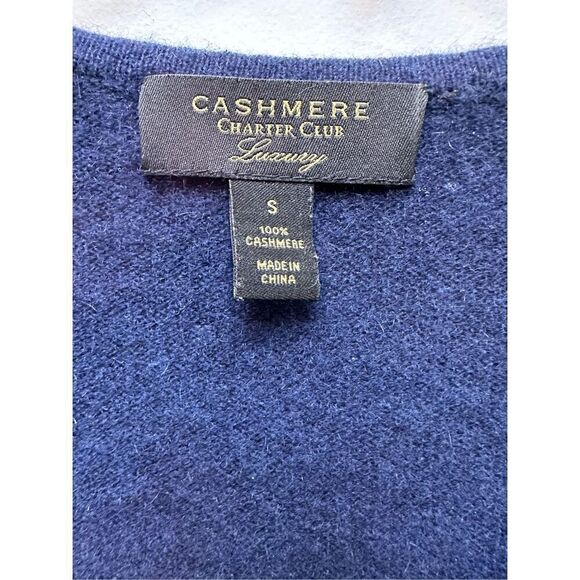 CASHMERE
CHARTER CLUB
Luxury
S
100%
CASHMERE
MADE IN
CHINA